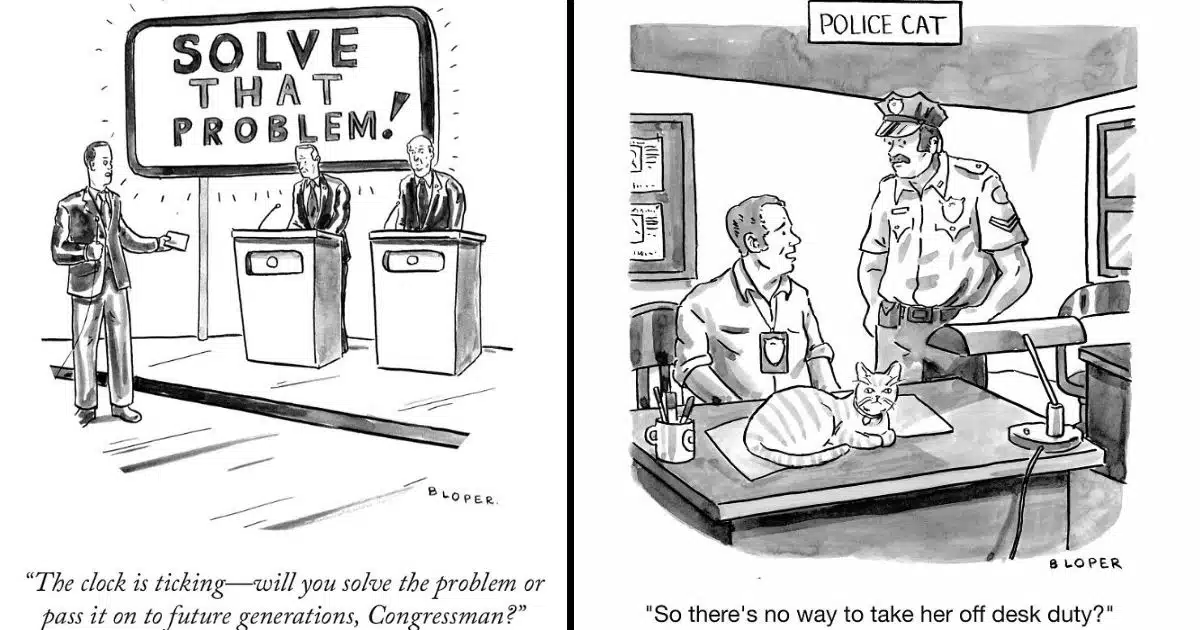 SOLVE
THAT
PROBLEM!
BLOPER.
“The clock is ticking—will you solve the problem or
pass it on to future generations, Congressman?”
POLICE CAT
BLOPER
"So there's no way to take her off desk duty?"